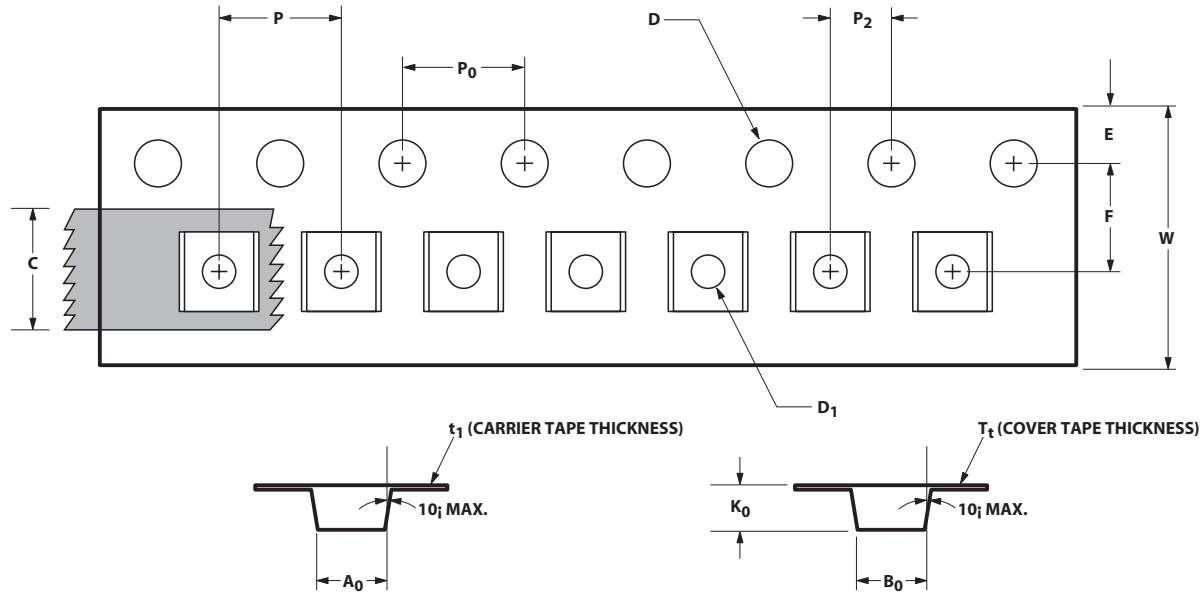 P
D
P2
P0
E
F
W
C
D1
t1 (CARRIER TAPE THICKNESS)
Tt (COVER TAPE THICKNESS)
10¡ MAX.
K0
10¡ MAX.
A0
B0